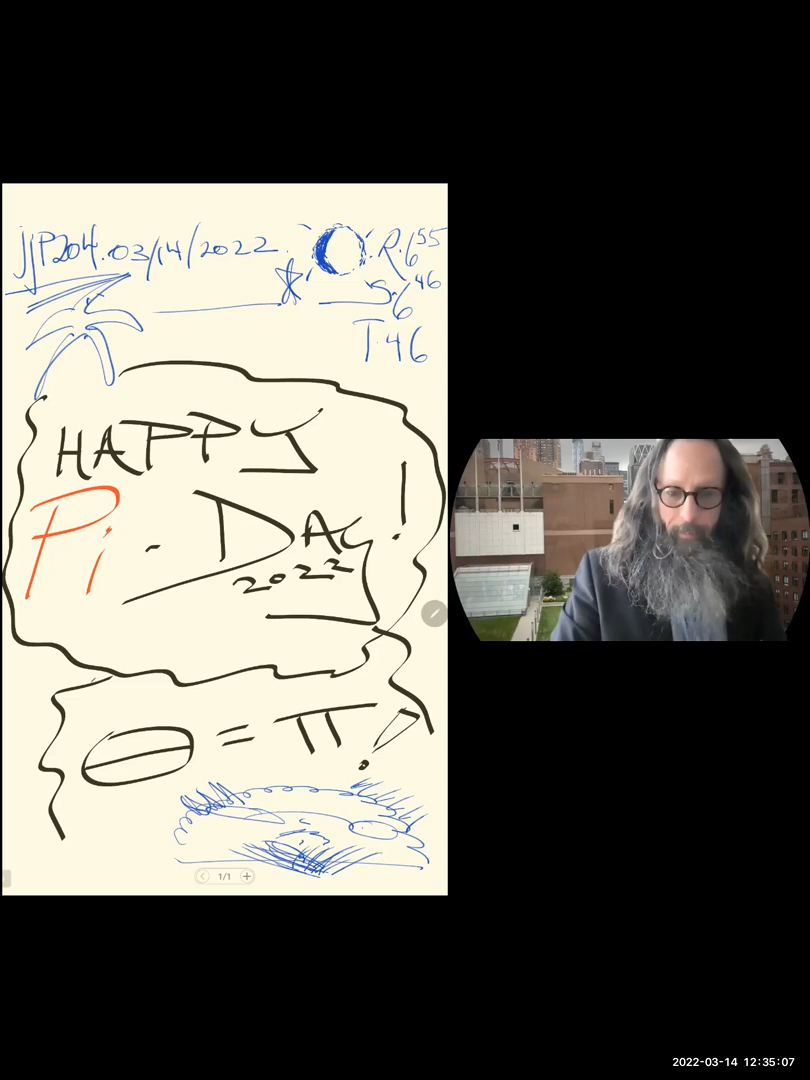 JJP204.03/14/2022. R.6 55
S.6 46
T.46
HAPPY
Pi-DAy!
2022
θ = π!
1/1
2022-03-14 12:35:07